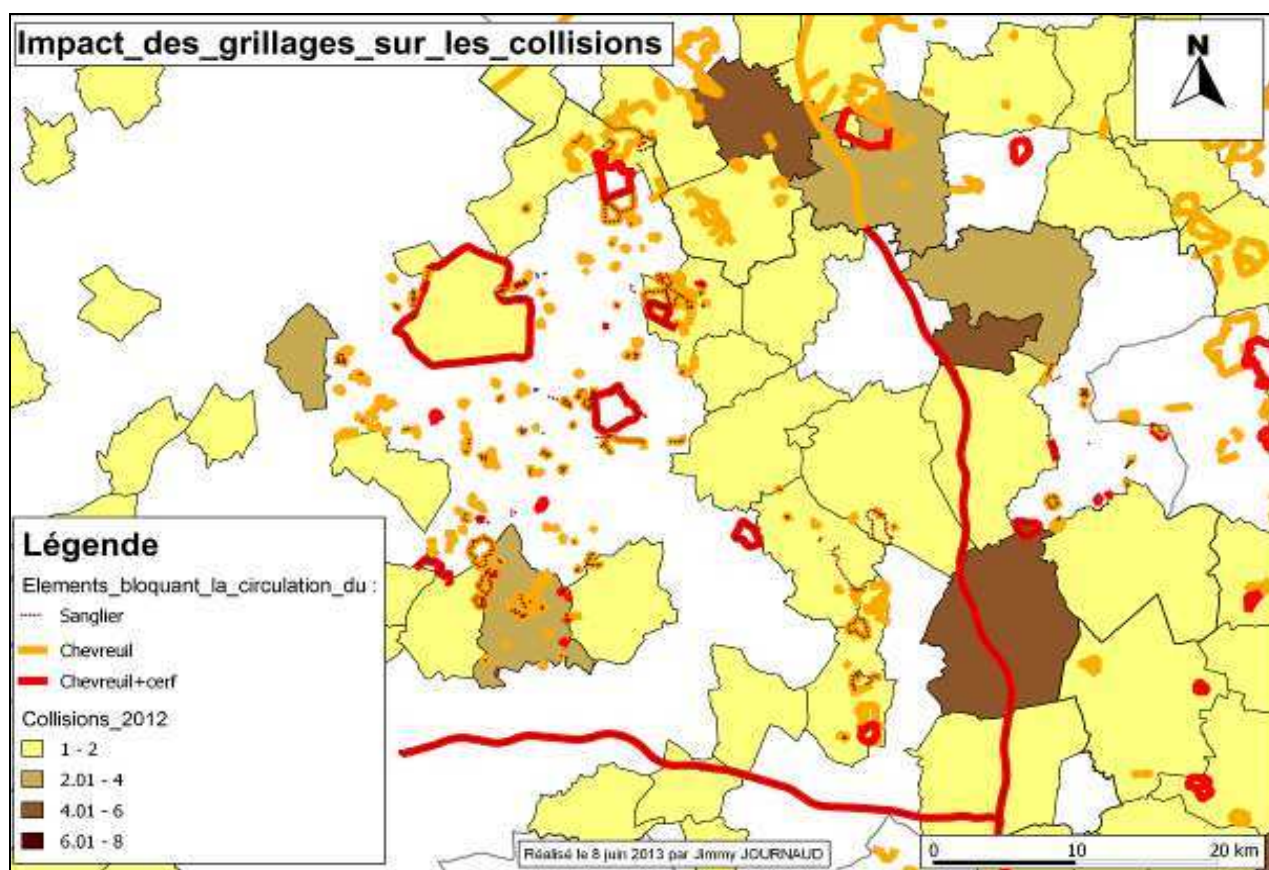 Impact_des_grillages_sur_les_collisions
N
Légende
Elements_bloquant_la_circulation_du :
Sanglier
Chevreuil
Chevreuil+cerf
Collisions_2012
1 - 2
2.01 - 4
4.01 - 6
6.01 - 8
Réalisé le 8 juin 2013 par Jimmy JOURNAUD
0 10 20 km